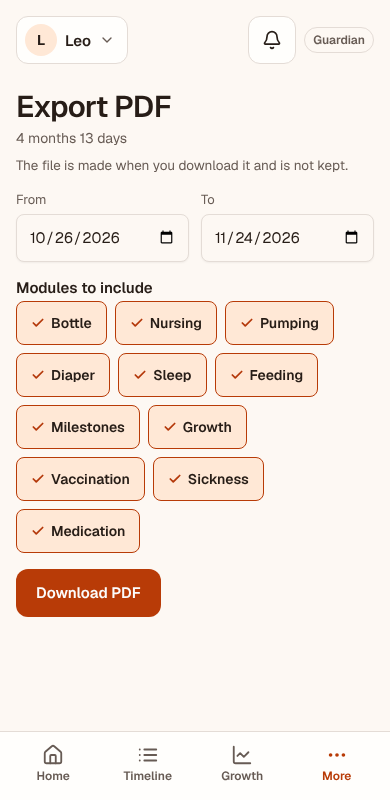 L Leo
Guardian
Export PDF
4 months 13 days
The file is made when you download it and is not kept.
From To
10/26/2026 11/24/2026
Modules to include
Bottle Nursing Pumping
Diaper Sleep Feeding
Milestones Growth
Vaccination Sickness
Medication
Download PDF
Home Timeline Growth More